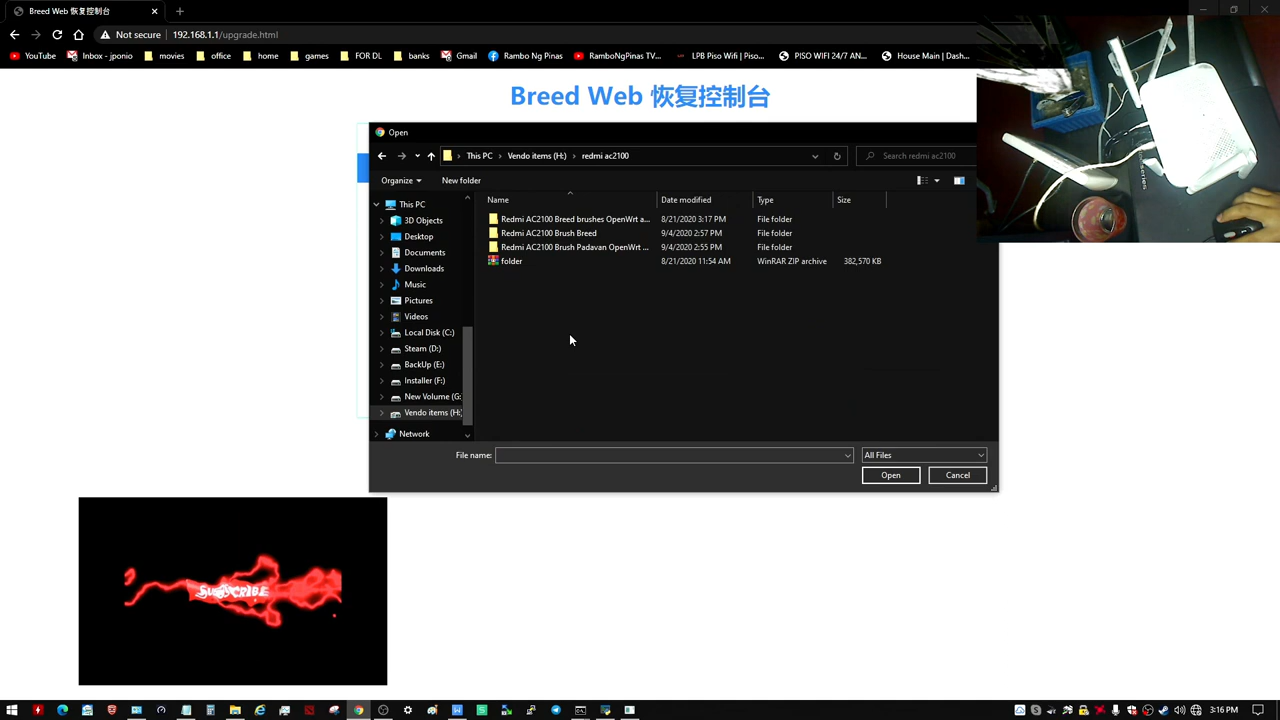 Breed Web 恢复控制台
Not secure 192.168.1.1/upgrade.html
YouTube Inbox - jponio movies office home games FOR DL banks Gmail Rambo Ng Pinas RamboNgPinas TV... LPB Piso Wifi | Piso... PISO WIFI 24/7 AN... House Main | Dash...
Breed Web 恢复控制台
Open
This PC Vendo items (H:) redmi ac2100
Search redmi ac2100
Organize New folder
Name Date modified Type Size
This PC
3D Objects
Desktop
Documents
Downloads
Music
Pictures
Videos
Local Disk (C:)
Steam (D:)
BackUp (E:)
Installer (F:)
New Volume (G:
Vendo items (H:
Network
Redmi AC2100 Breed brushes OpenWrt a... 8/21/2020 3:17 PM File folder
Redmi AC2100 Brush Breed 9/4/2020 2:57 PM File folder
Redmi AC2100 Brush Padavan OpenWrt ... 9/4/2020 2:55 PM File folder
folder 8/21/2020 11:54 AM WinRAR ZIP archive 382,570 KB
File name:
All Files
Open Cancel
SUBSCRIBE
3:16 PM